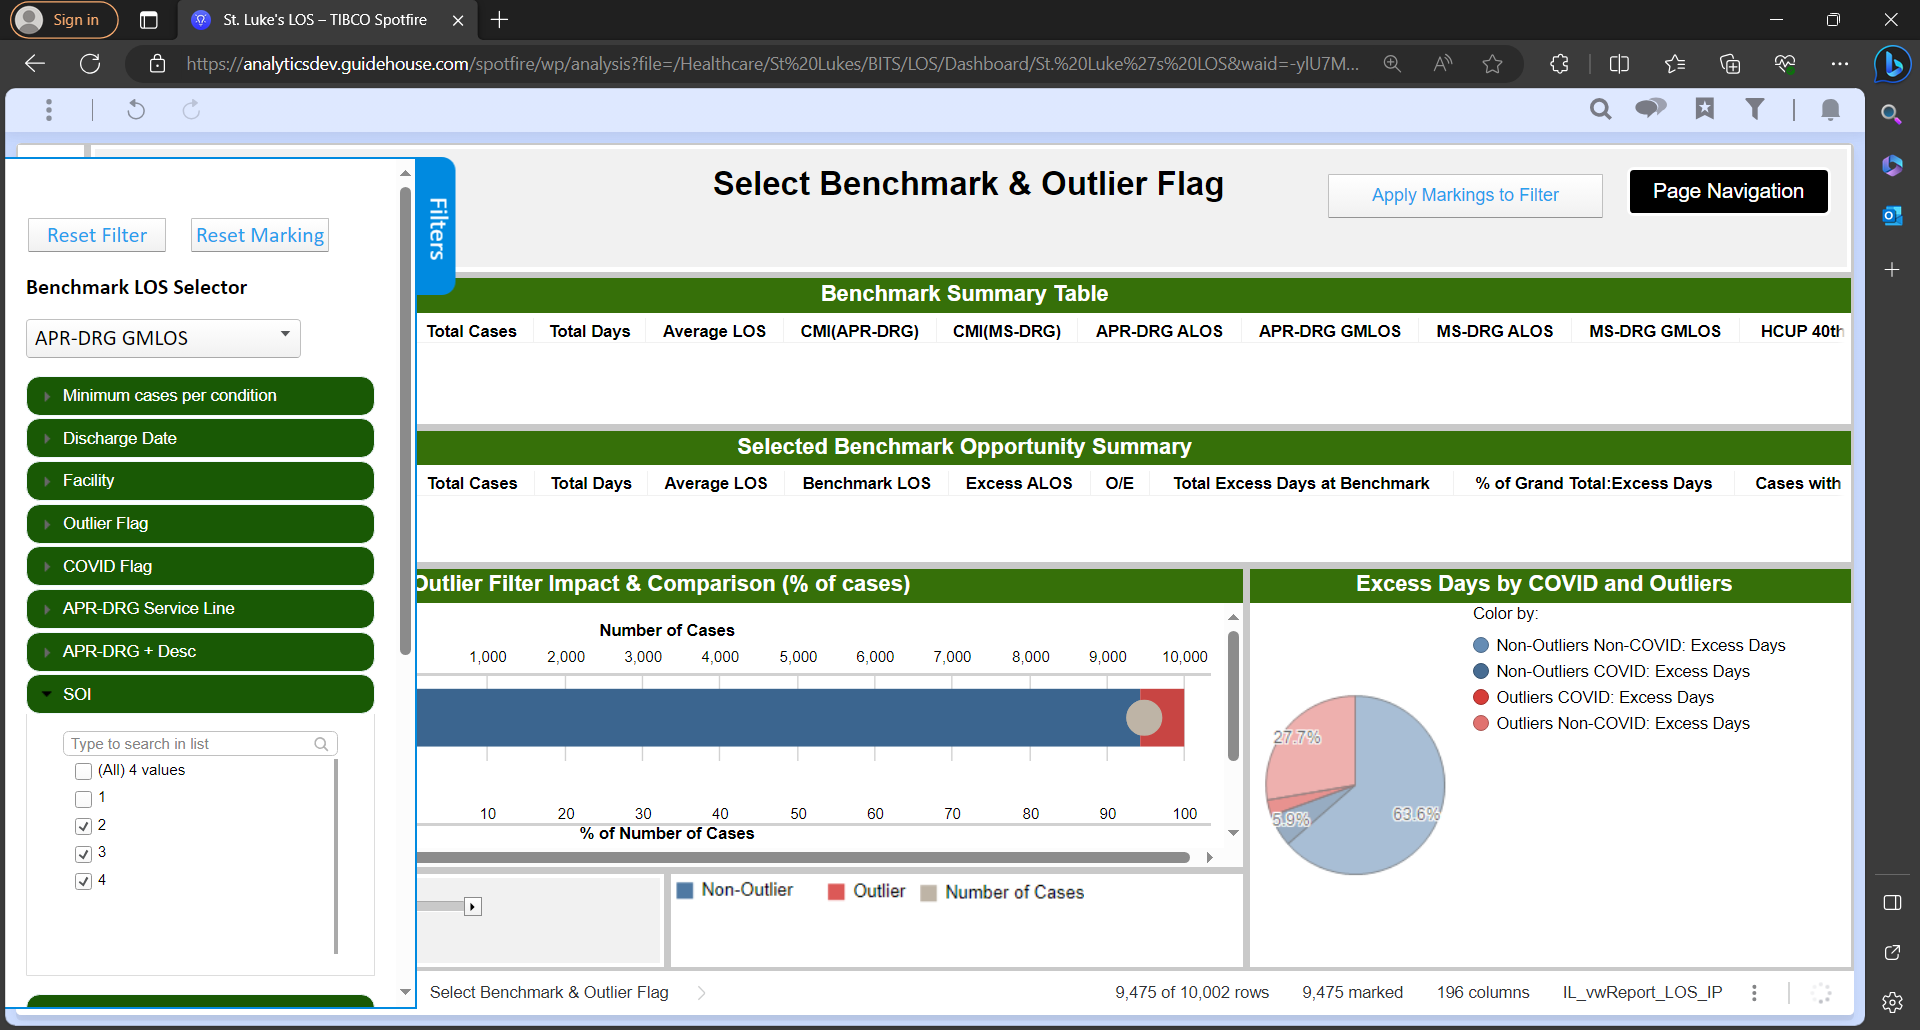 Sign in
St. Luke's LOS – TIBCO Spotfire
https://analyticsdev.guidehouse.com/spotfire/wp/analysis?file=/Healthcare/St%20Lukes/BITS/LOS/Dashboard/St.%20Luke%27s%20LOS&waid=-yIU7M...
Select Benchmark & Outlier Flag
Apply Markings to Filter
Page Navigation
Filters
Reset Filter
Reset Marking
Benchmark LOS Selector
APR-DRG GMLOS
Minimum cases per condition
Discharge Date
Facility
Outlier Flag
COVID Flag
APR-DRG Service Line
APR-DRG + Desc
SOI
Type to search in list
(All) 4 values
1
2
3
4
Benchmark Summary Table
Total Cases Total Days Average LOS CMI(APR-DRG) CMI(MS-DRG) APR-DRG ALOS APR-DRG GMLOS MS-DRG ALOS MS-DRG GMLOS HCUP 40th
Selected Benchmark Opportunity Summary
Total Cases Total Days Average LOS Benchmark LOS Excess ALOS O/E Total Excess Days at Benchmark % of Grand Total:Excess Days Cases with
Outlier Filter Impact & Comparison (% of cases)
Number of Cases
1,000 2,000 3,000 4,000 5,000 6,000 7,000 8,000 9,000 10,000
10 20 30 40 50 60 70 80 90 100
% of Number of Cases
Non-Outlier Outlier Number of Cases
Excess Days by COVID and Outliers
Color by:
Non-Outliers Non-COVID: Excess Days
Non-Outliers COVID: Excess Days
Outliers COVID: Excess Days
Outliers Non-COVID: Excess Days
27.7%
5.9%
63.6%
Select Benchmark & Outlier Flag
9,475 of 10,002 rows 9,475 marked 196 columns IL_vwReport_LOS_IP